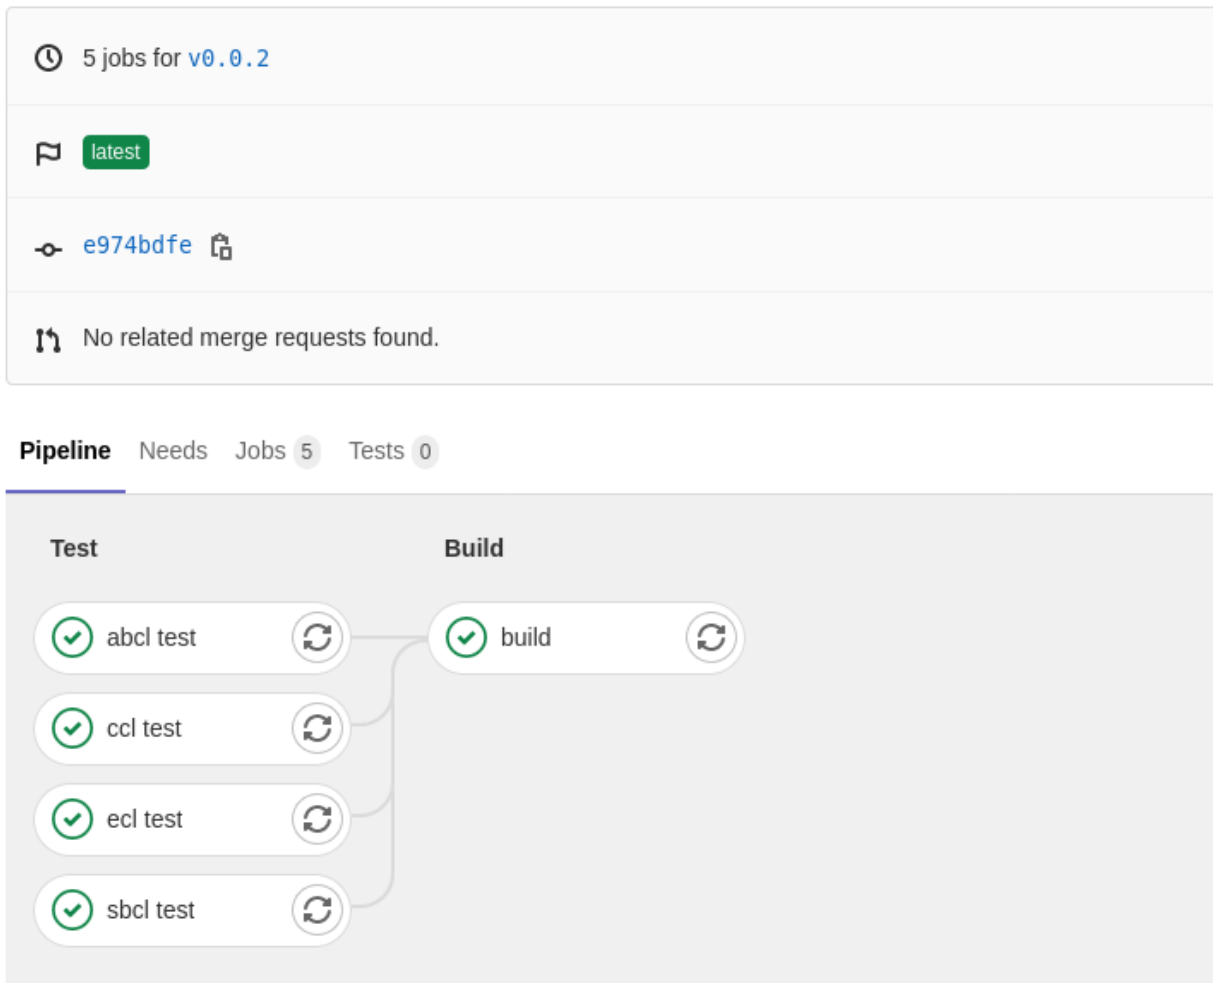 5 jobs for v0.0.2
latest
e974bdfe
No related merge requests found.
Pipeline Needs Jobs 5 Tests 0
Test Build
abcl test build
ccl test
ecl test
sbcl test